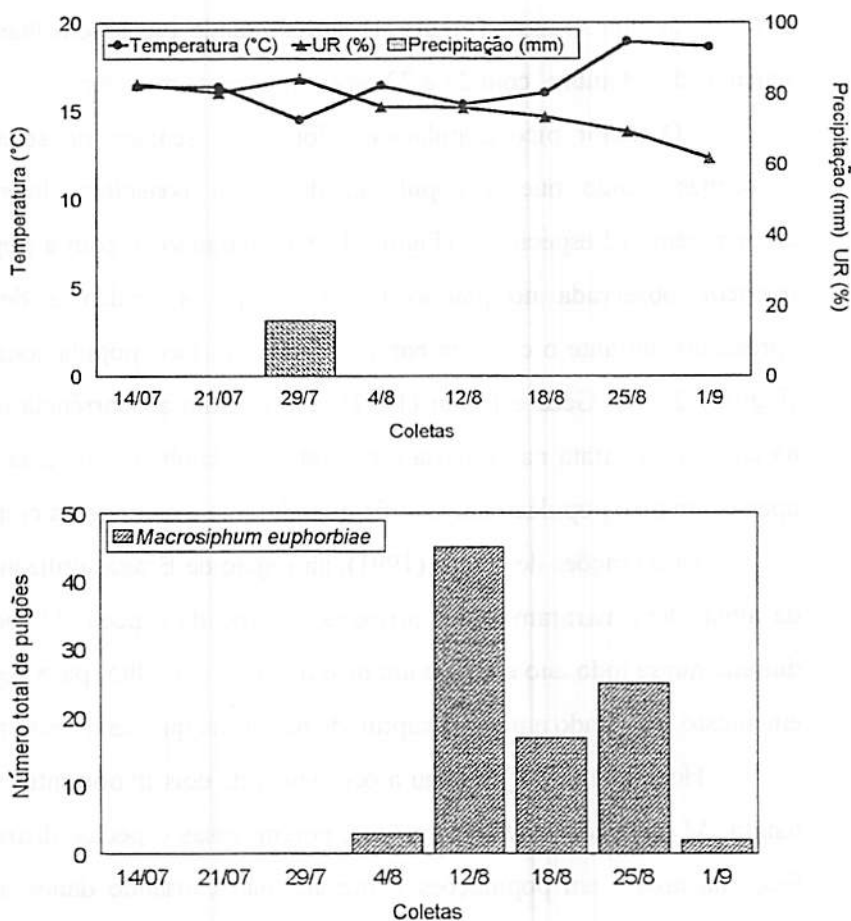 20
15
10
5
0
Temperatura (°C)
Temperatura (°C) UR (%) Precipitação (mm)
100
80
60
40
20
0
Precipitação (mm) UR (%)
14/07 21/07 29/7 4/8 12/8 18/8 25/8 1/9
Coletas
50
40
30
20
10
0
Número total de pulgões
Macrosiphum euphorbiae
14/07 21/07 29/7 4/8 12/8 18/8 25/8 1/9
Coletas